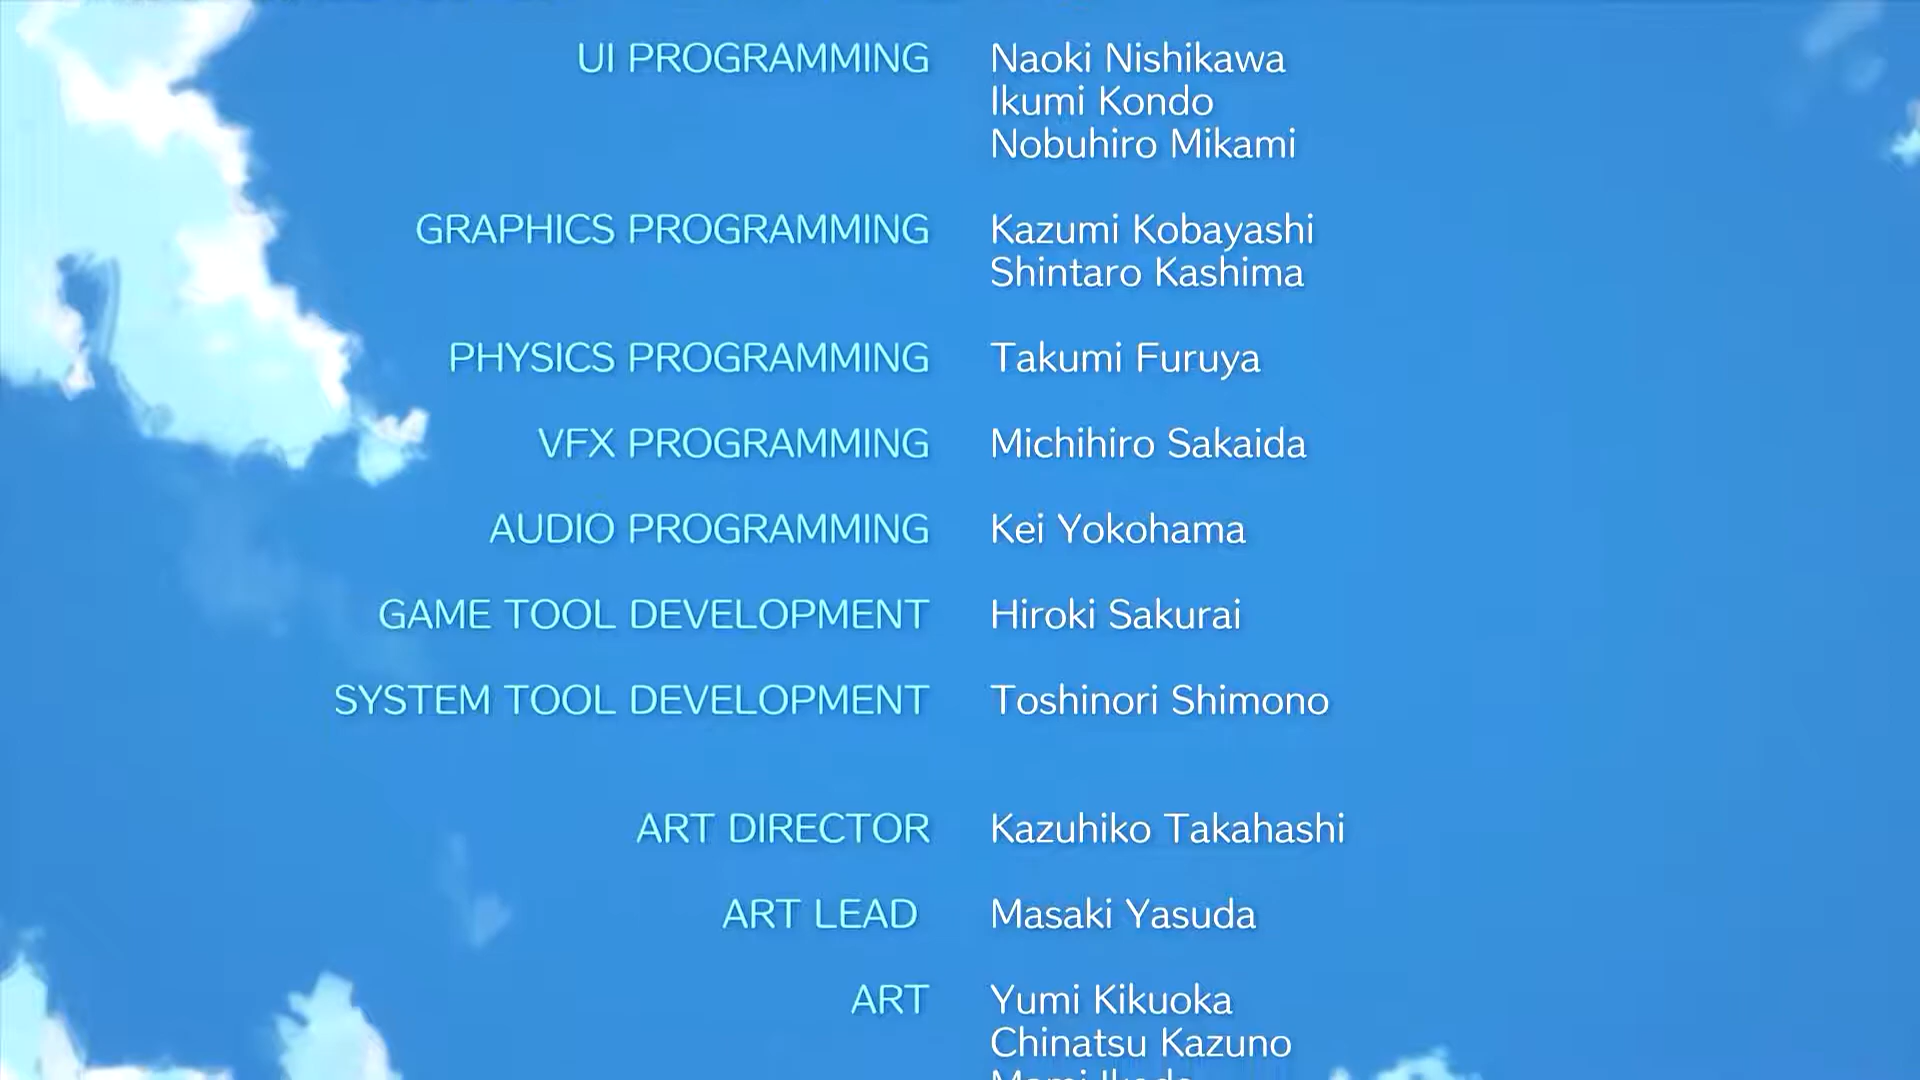 UI PROGRAMMING Naoki Nishikawa
Ikumi Kondo
Nobuhiro Mikami
GRAPHICS PROGRAMMING Kazumi Kobayashi
Shintaro Kashima
PHYSICS PROGRAMMING Takumi Furuya
VFX PROGRAMMING Michihiro Sakaida
AUDIO PROGRAMMING Kei Yokohama
GAME TOOL DEVELOPMENT Hiroki Sakurai
SYSTEM TOOL DEVELOPMENT Toshinori Shimono
ART DIRECTOR Kazuhiko Takahashi
ART LEAD Masaki Yasuda
ART Yumi Kikuoka
Chinatsu Kazuno